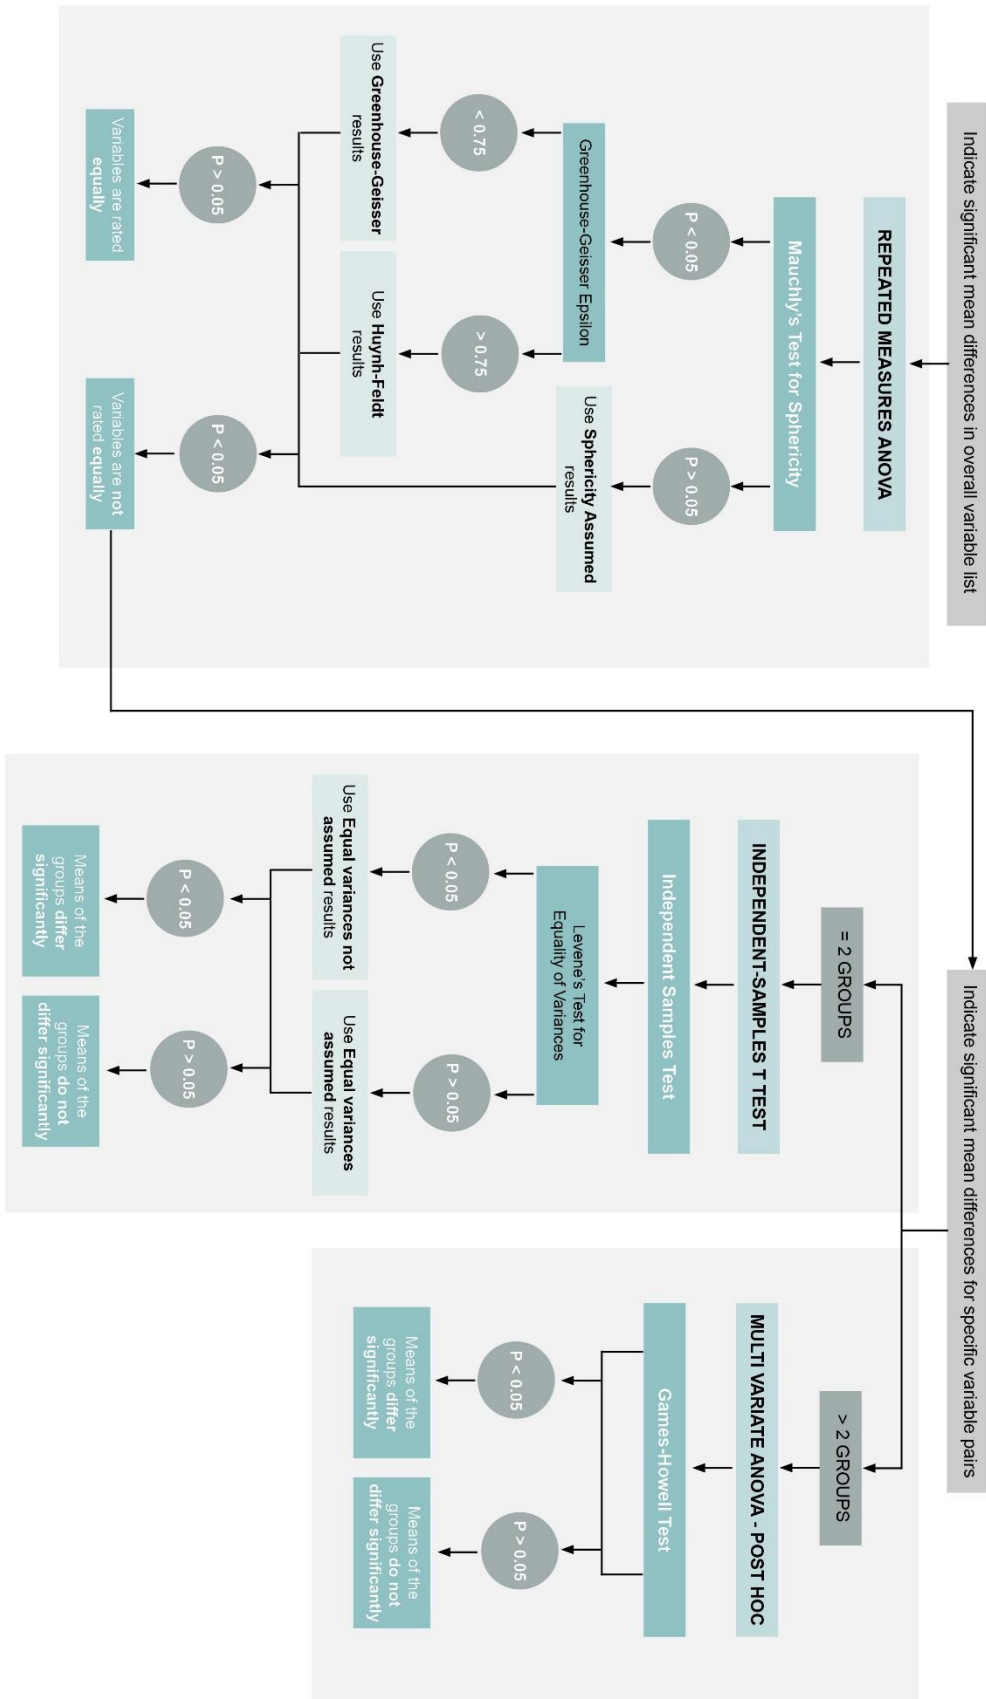 Indicate significant mean differences in overall variable list
REPEATED MEASURES ANOVA
Mauchly's Test for Sphericity
P < 0.05
P > 0.05
Greenhouse-Geisser Epsilon
Use Sphericity Assumed
results
< 0.75
> 0.75
Use Greenhouse-Geisser
results
Use Huynh-Feldt
results
P > 0.05
P < 0.05
Variables are rated
equally
Variables are not
rated equally
Indicate significant mean differences for specific variable pairs
= 2 GROUPS
INDEPENDENT-SAMPLES T TEST
Independent Samples Test
Levene's Test for
Equality of Variances
P < 0.05
P > 0.05
Use Equal variances not
assumed results
Use Equal variances
assumed results
P < 0.05
P > 0.05
Means of the
groups differ
significantly
Means of the
groups do not
differ significantly
> 2 GROUPS
MULTI VARIATE ANOVA - POST HOC
Games-Howell Test
P < 0.05
P > 0.05
Means of the
groups differ
significantly
Means of the
groups do not
differ significantly